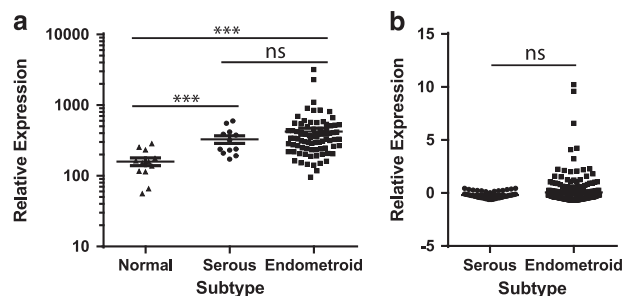 a
***
ns
***
10000
1000
100
10
Relative Expression
Normal Serous Endometroid
Subtype
b
ns
15
10
5
0
-5
Relative Expression
Serous Endometroid
Subtype